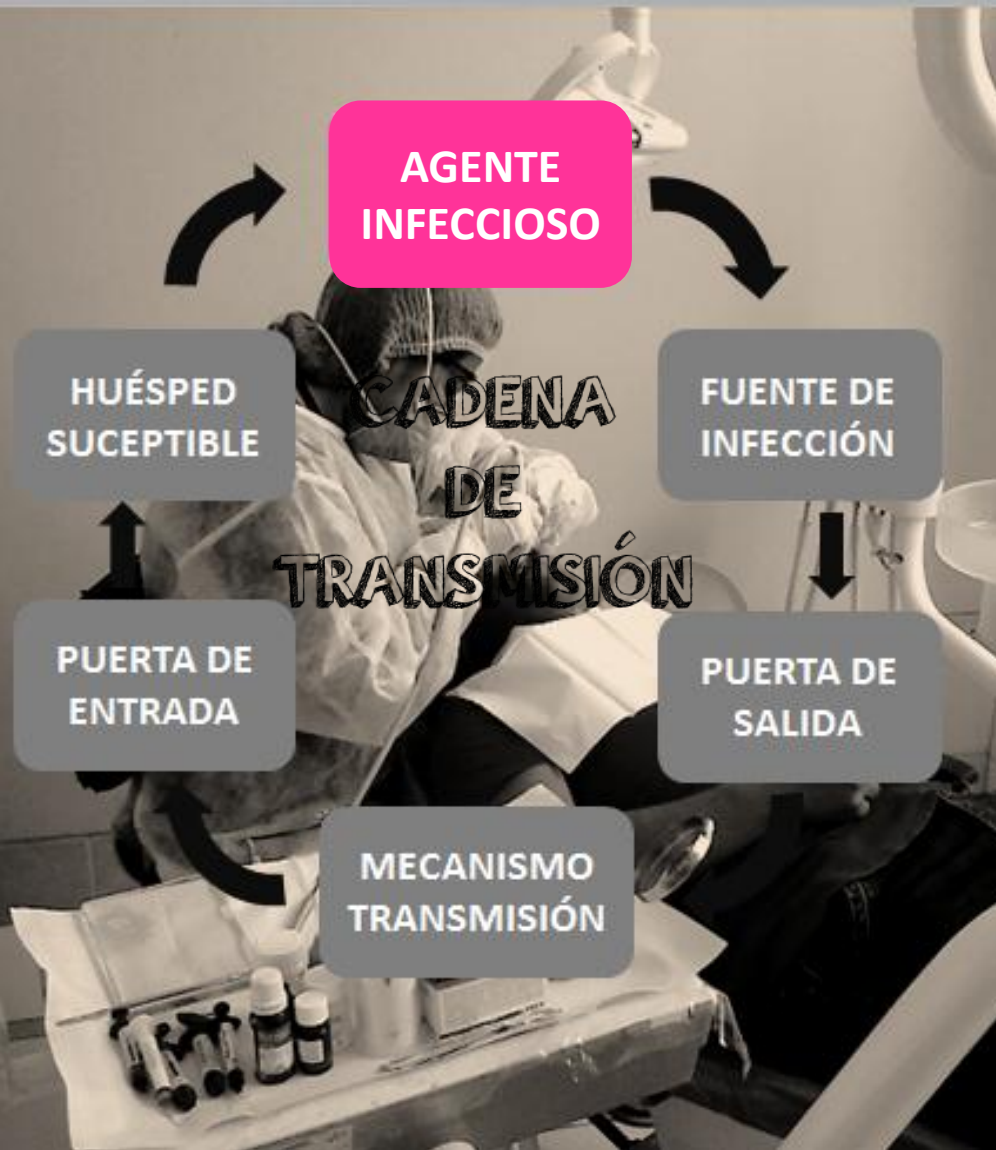 AGENTE
INFECCIOSO
FUENTE DE
INFECCIÓN
PUERTA DE
SALIDA
MECANISMO
TRANSMISIÓN
PUERTA DE
ENTRADA
HUÉSPED
SUCEPTIBLE
CADENA
DE
TRANSMISIÓN